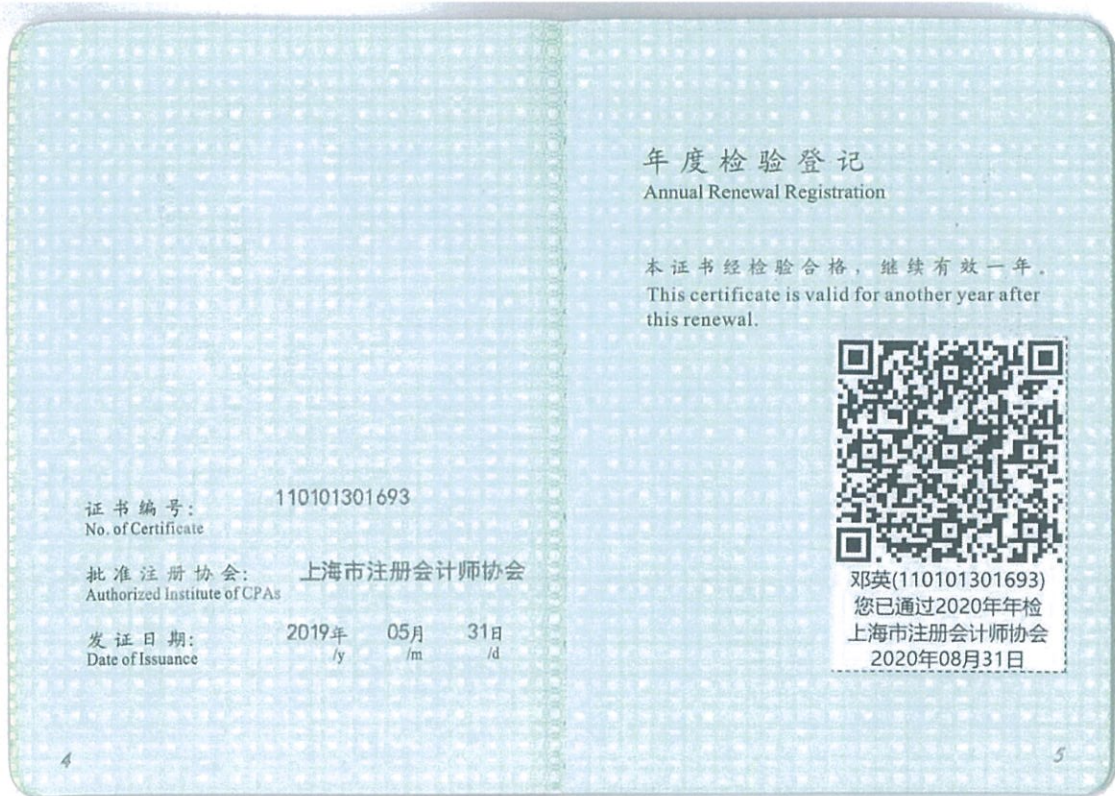 证书编号:
110101301693
No. of Certificate
批准注册协会:
上海市注册会计师协会
Authorized Institute of CPAs
发证日期:
2019年 05月 31日
Date of Issuance
/y /m /d
4
年度检验登记
Annual Renewal Registration
本证书经检验合格，继续有效一年。
This certificate is valid for another year after
this renewal.
邓英(110101301693)
您已通过2020年年检
上海市注册会计师协会
2020年08月31日
5